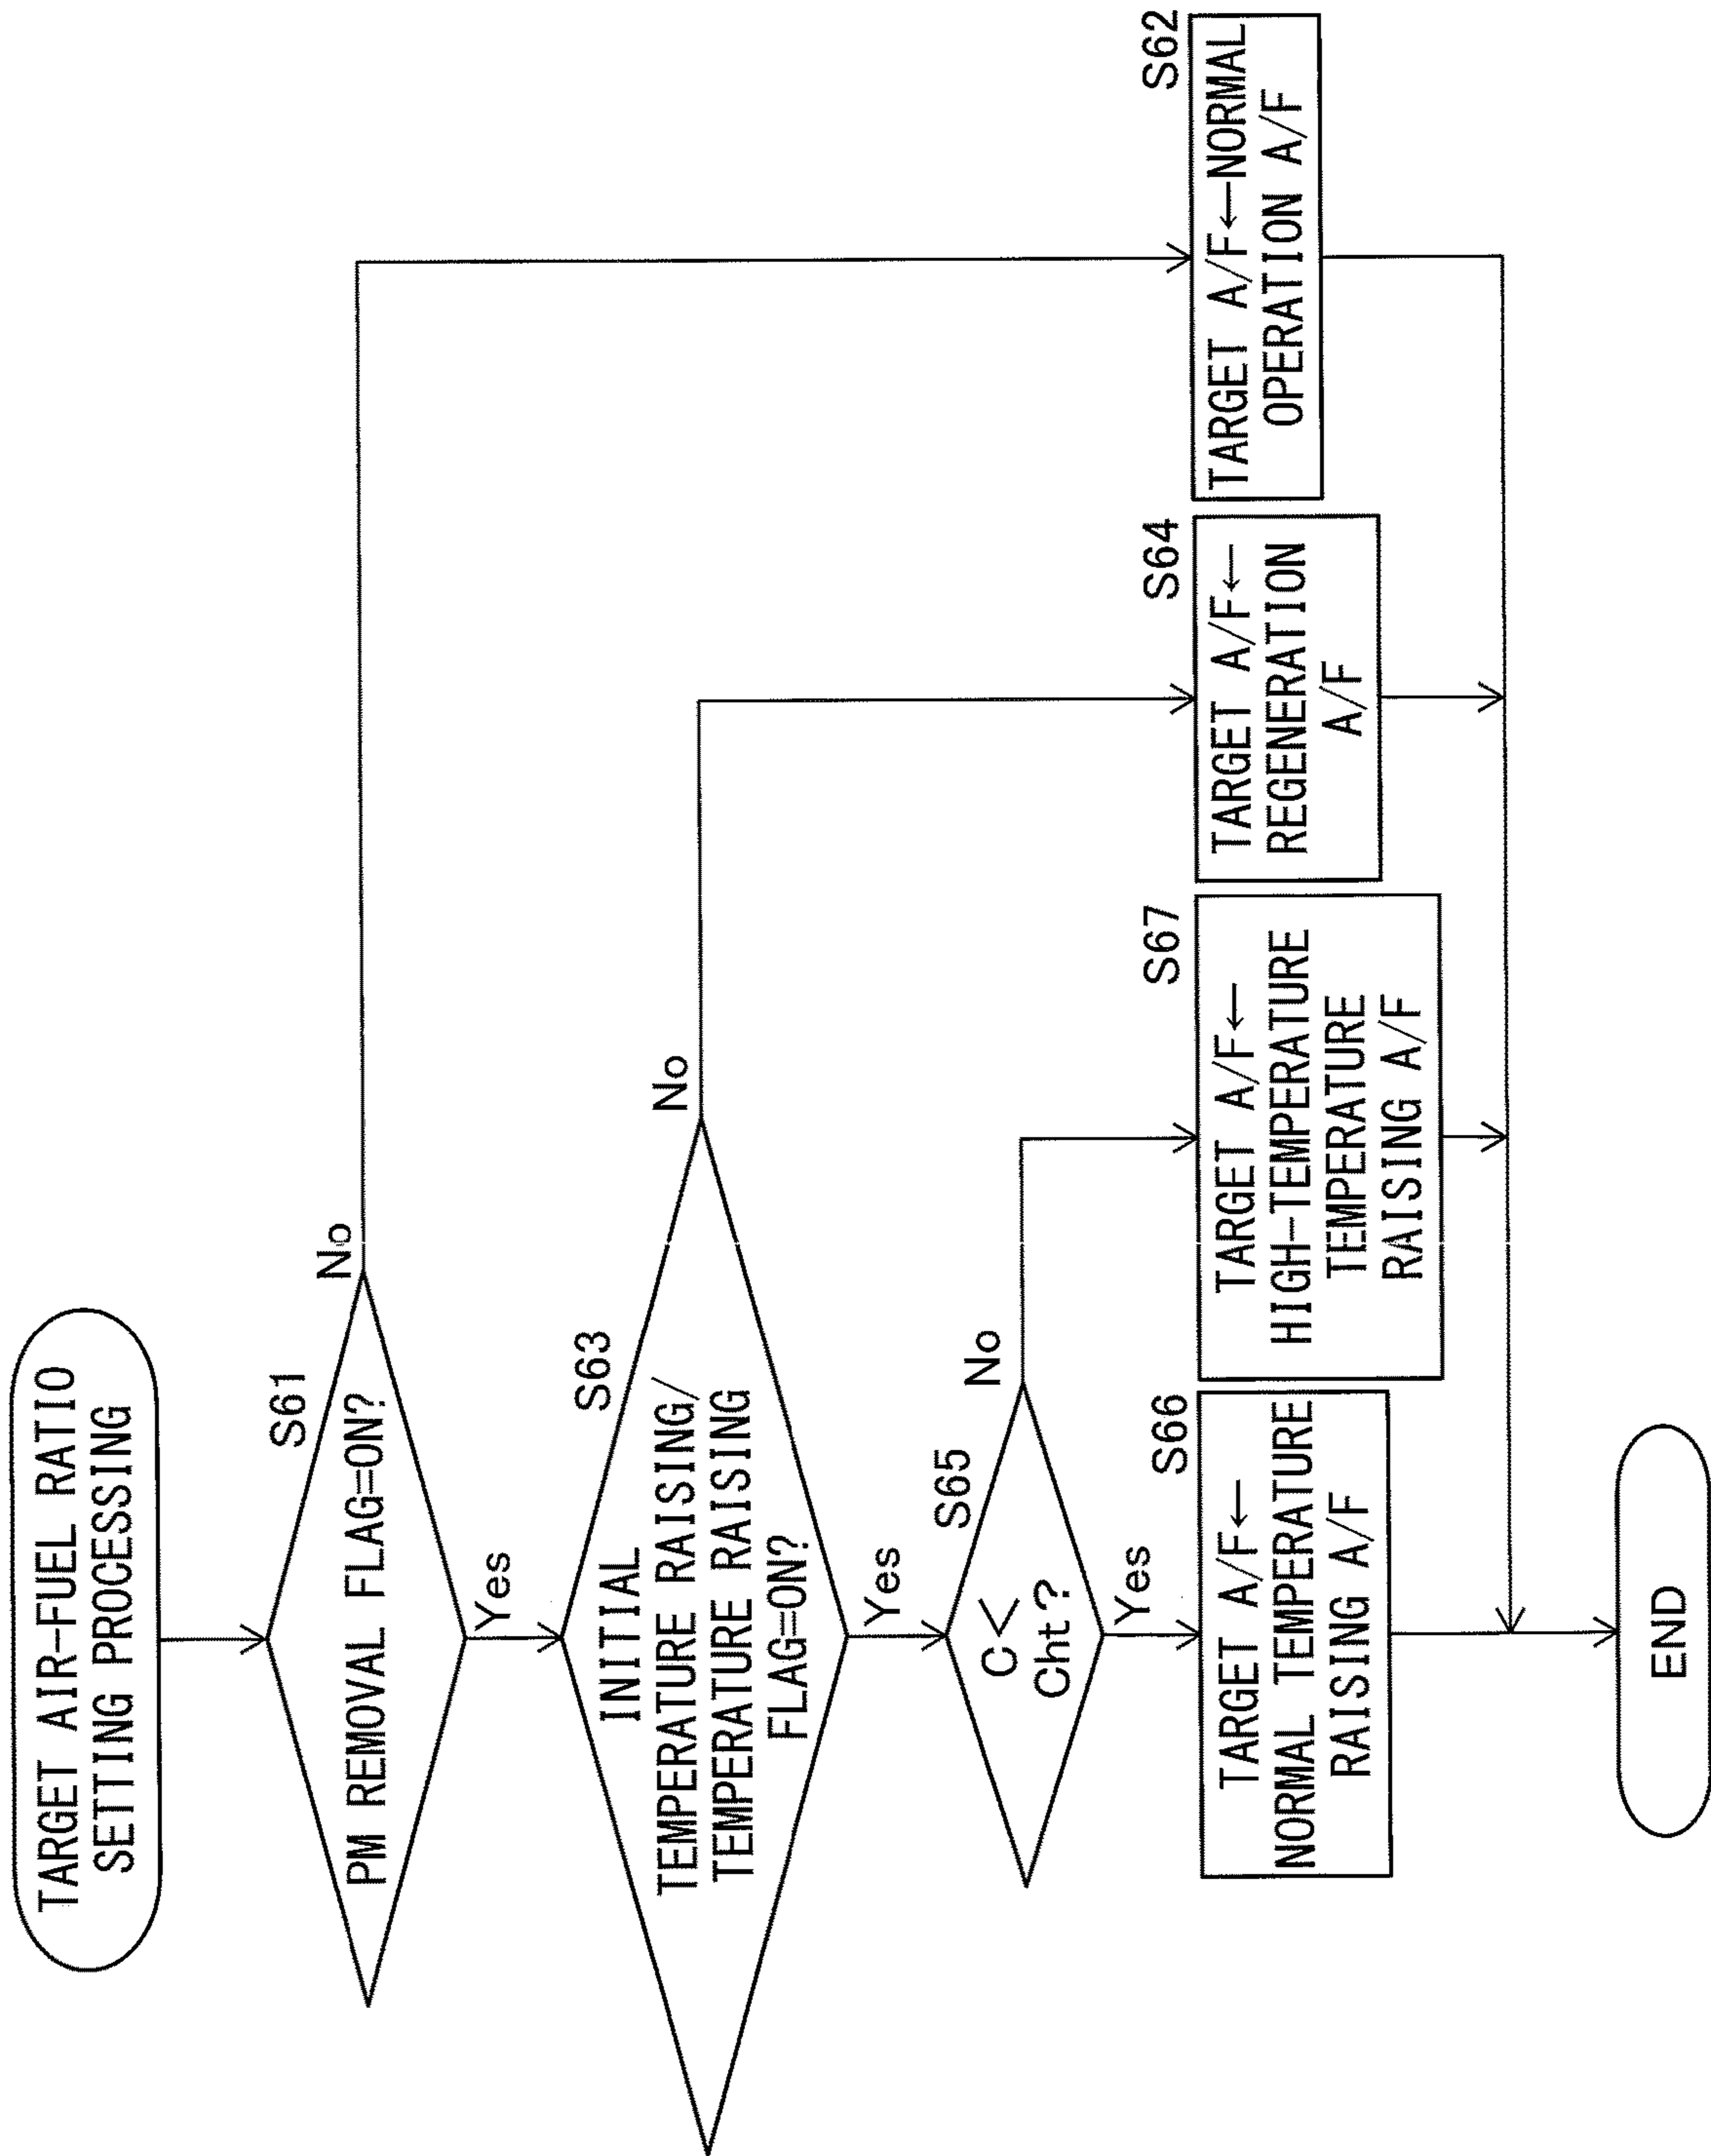 TARGET AIR-FUEL RATIO
SETTING PROCESSING
S61
PM REMOVAL FLAG=ON?
No
Yes
S63
INITIAL
TEMPERATURE RAISING/
TEMPERATURE RAISING
FLAG=ON?
No
Yes
S65
C<
Cht?
No
Yes
S66
TARGET A/F←
NORMAL TEMPERATURE
RAISING A/F
S67
TARGET A/F←
HIGH-TEMPERATURE
TEMPERATURE
RAISING A/F
S64
TARGET A/F←
REGENERATION
A/F
S62
TARGET A/F←NORMAL
OPERATION A/F
END